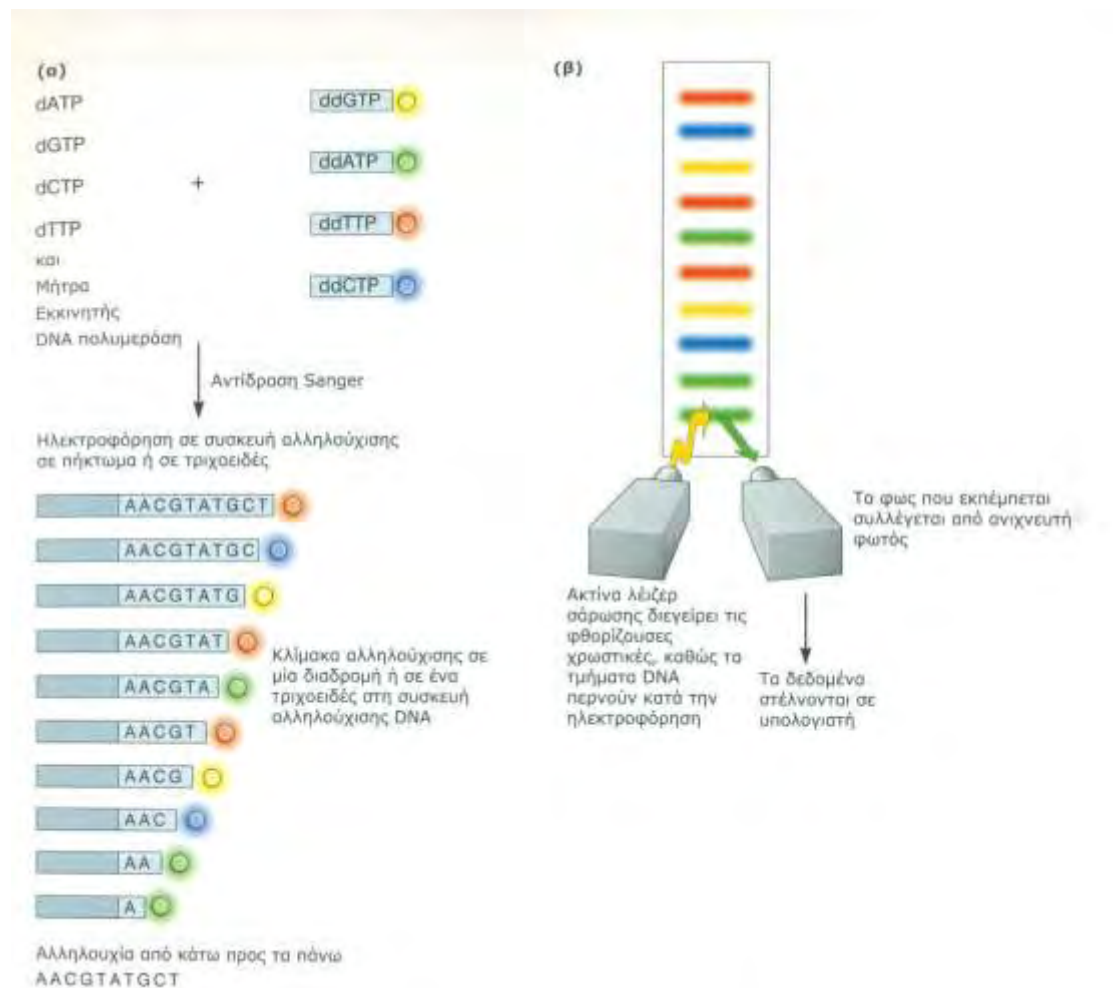 (α)
dATP
dGTP
dCTP
dTTP
και
Μήτρα
Εκκινητής
DNA πολυμεράση
+
ddGTP
ddATP
ddTTP
ddCTP
Αντίδραση Sanger
Ηλεκτροφόρηση σε συσκευή αλληλούχισης
σε πήκτωμα ή σε τριχοειδές
AACGTATGCT
AACGTATGC
AACGTATG
AACGTAT
AACGTA
AACGT
AACG
AAC
AA
A
Κλίμακα αλληλούχισης σε
μία διαδρομή ή σε ένα
τριχοειδές στη συσκευή
αλληλούχισης DNA
Αλληλουχία από κάτω προς τα πάνω
AACGTATGCT
(β)
Ακτίνα λέιζερ
σάρωσης διεγείρει τις
φθορίζουσες
χρωστικές, καθώς τα
τμήματα DNA
περνούν κατά την
ηλεκτροφόρηση
Το φως που εκπέμπεται
συλλέγεται από ανιχνευτή
φωτός
Τα δεδομένα
στέλνονται σε
υπολογιστή